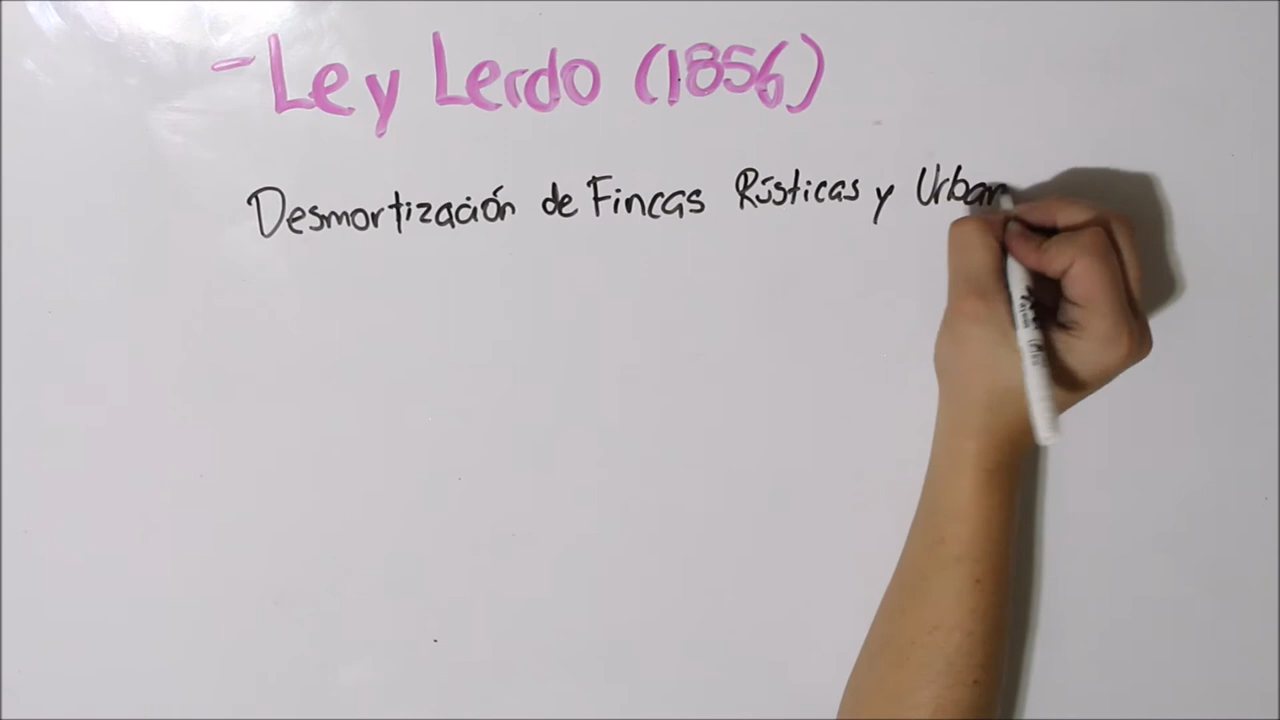 - Ley Lerdo (1856)
Desmortización de Fincas Rústicas y Urban